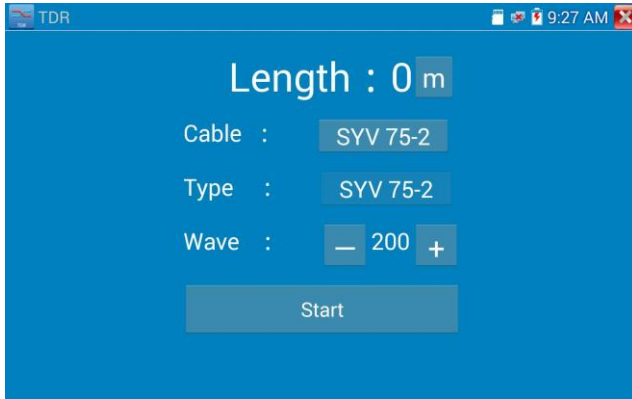 TDR 9:27 AM
Length : 0 m
Cable : SYV 75-2
Type : SYV 75-2
Wave : — 200 +
Start